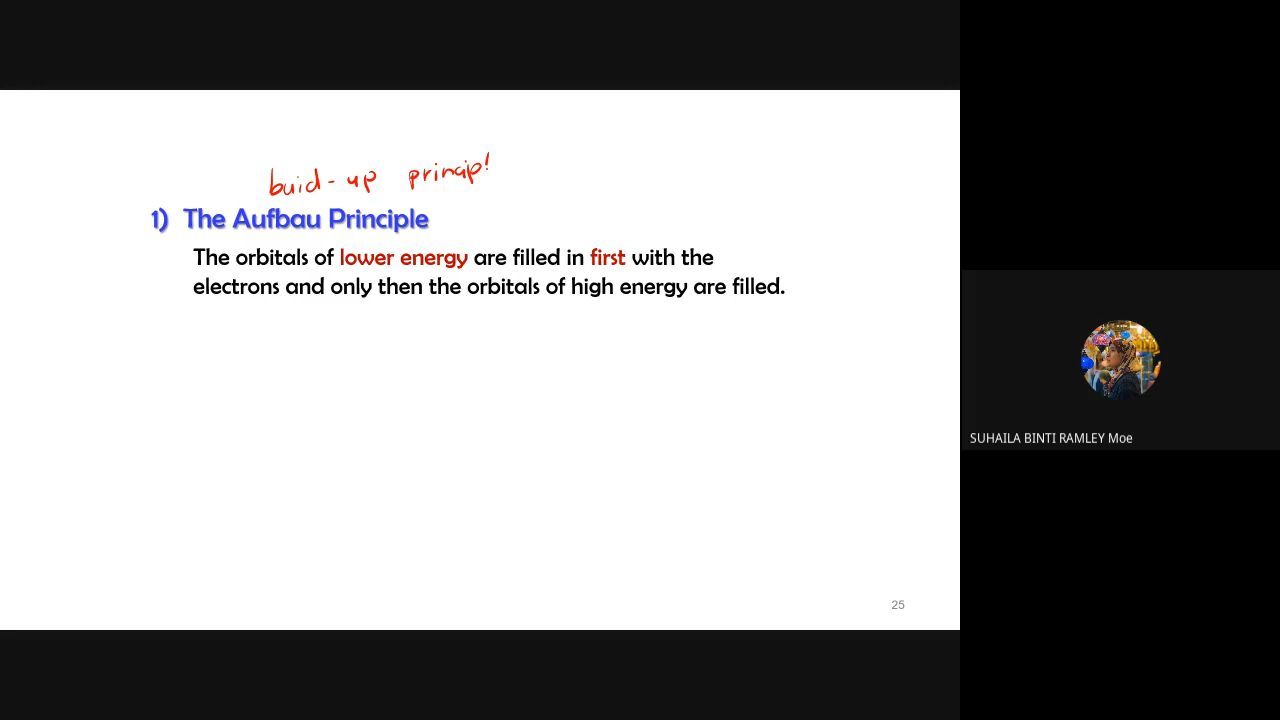 buid-up princip!
1) The Aufbau Principle
The orbitals of lower energy are filled in first with the
electrons and only then the orbitals of high energy are filled.
25
SUHAILA BINTI RAMLEY Moe